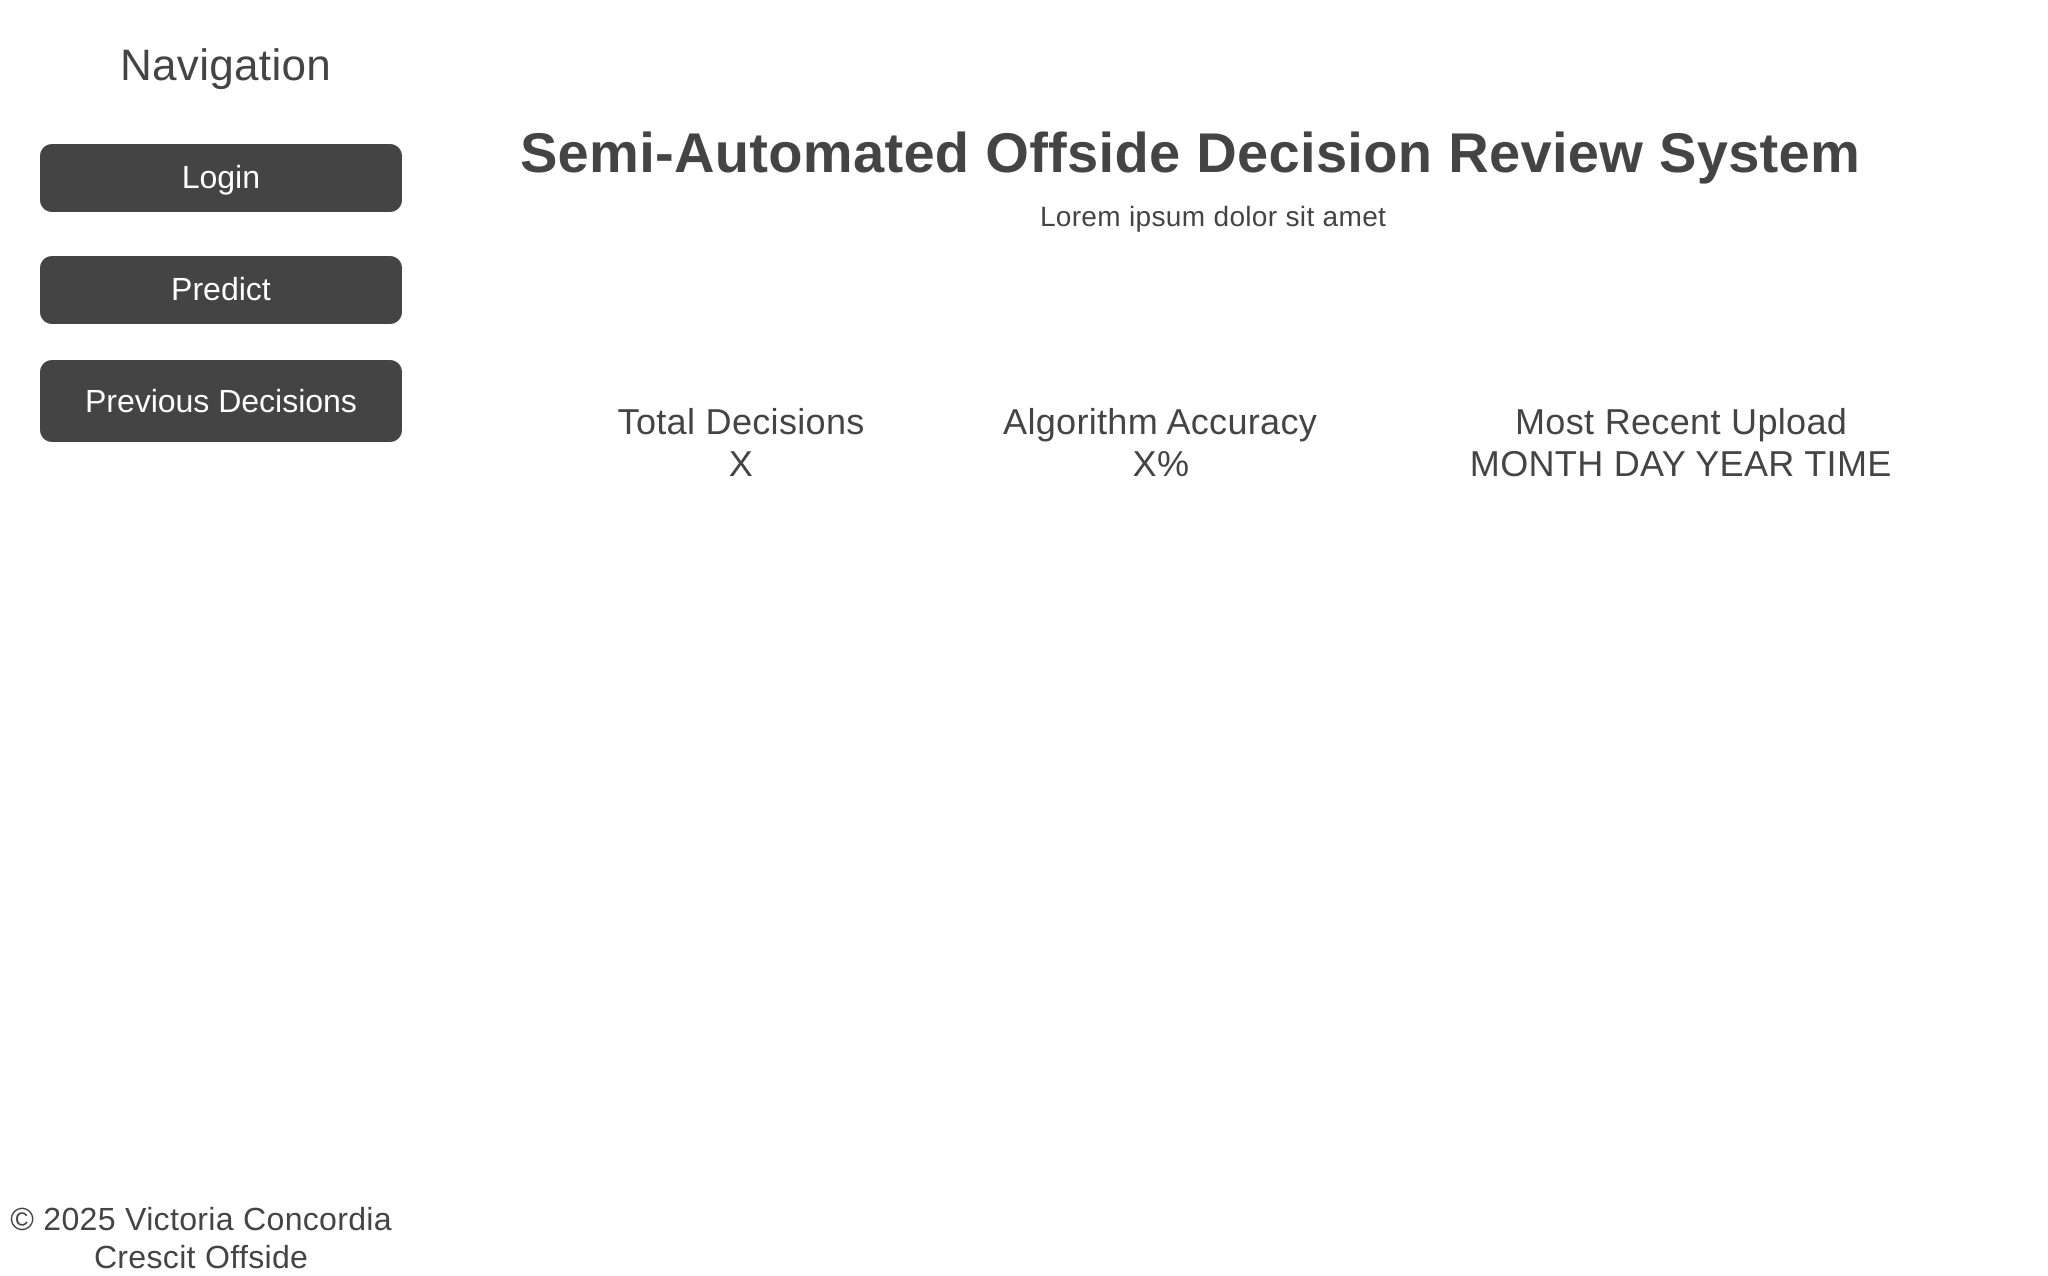 Navigation
Login
Predict
Previous Decisions
Semi-Automated Offside Decision Review System
Lorem ipsum dolor sit amet
Total Decisions
X
Algorithm Accuracy
X%
Most Recent Upload
MONTH DAY YEAR TIME
© 2025 Victoria Concordia
Crescit Offside